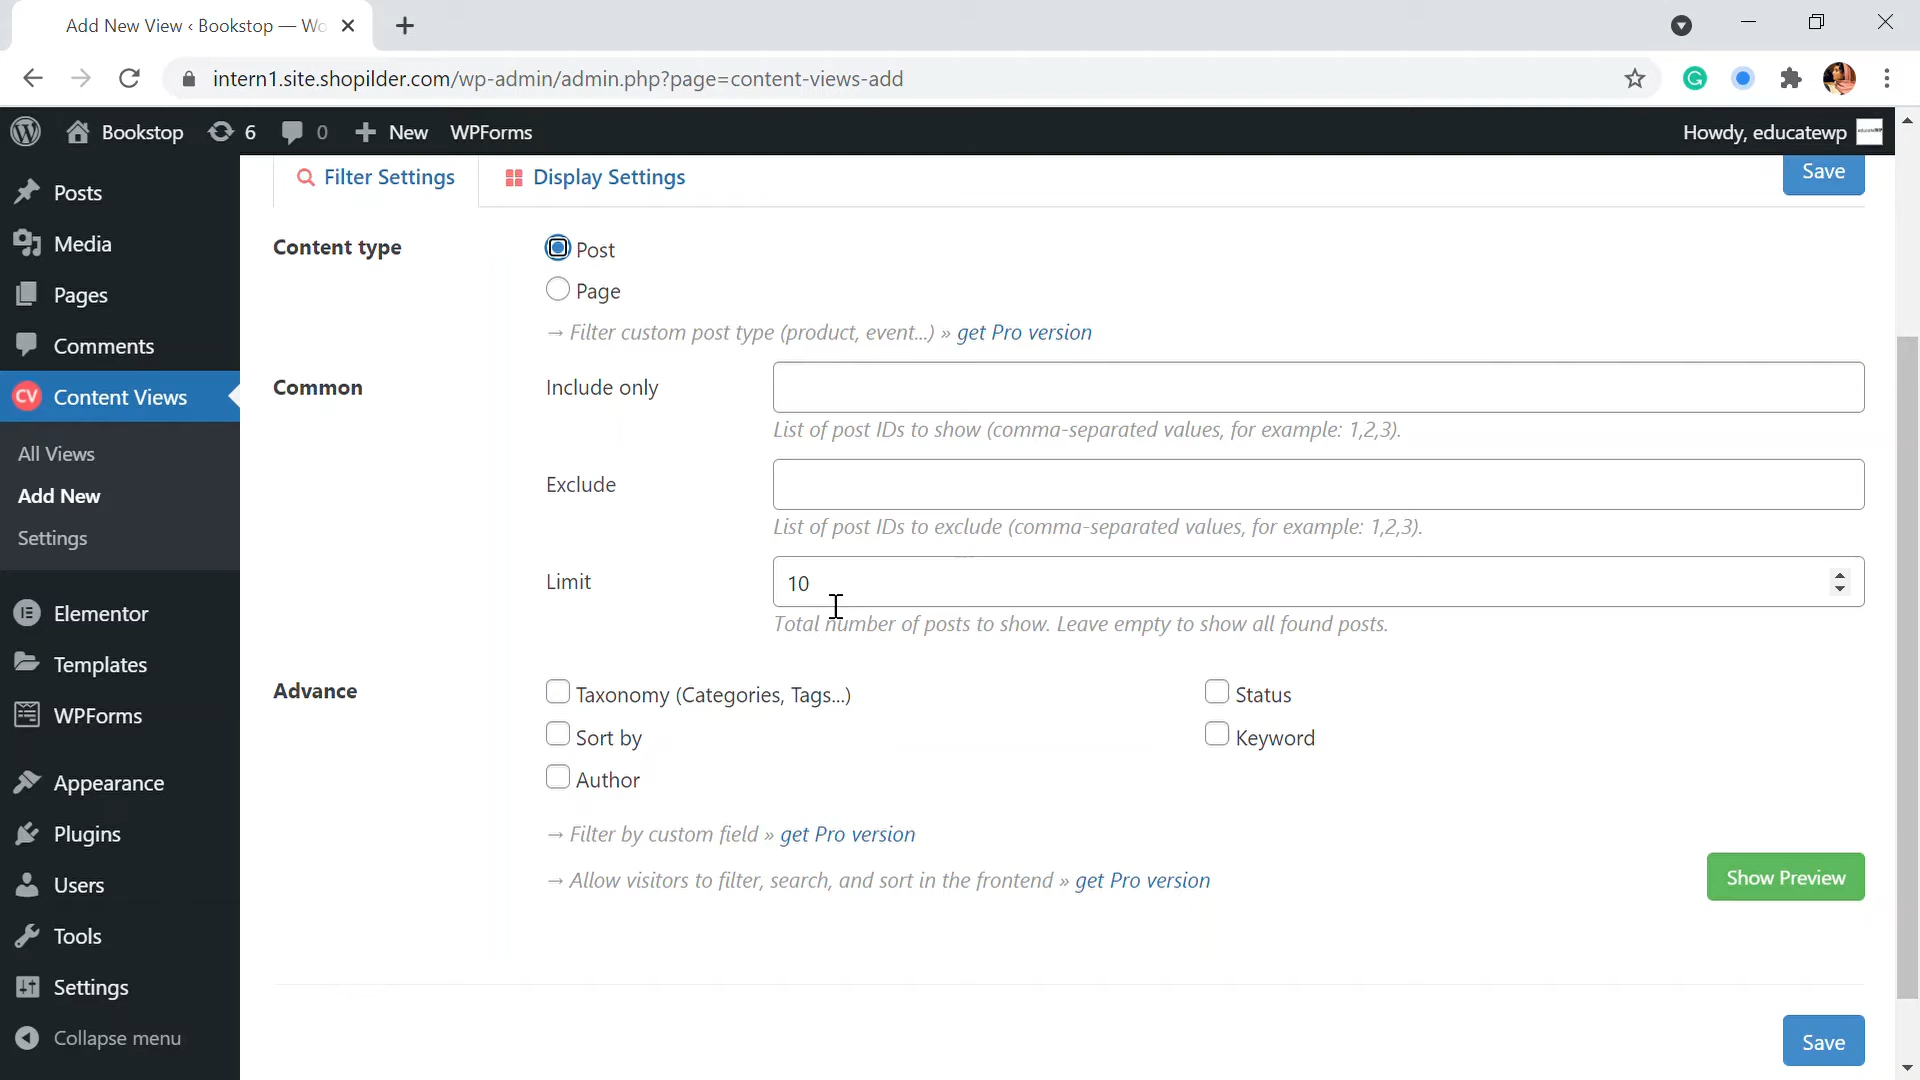 Add New View ‹ Bookstop — Wo
intern1.site.shopilder.com/wp-admin/admin.php?page=content-views-add
Bookstop 6 0 New WPForms Howdy, educatewp
Posts
Media
Pages
Comments
CV Content Views
All Views
Add New
Settings
Elementor
Templates
WPForms
Appearance
Plugins
Users
Tools
Settings
Collapse menu
Filter Settings Display Settings Save
Content type Post
Page
→ Filter custom post type (product, event...) » get Pro version
Common Include only
List of post IDs to show (comma-separated values, for example: 1,2,3).
Exclude
List of post IDs to exclude (comma-separated values, for example: 1,2,3).
Limit 10
Total number of posts to show. Leave empty to show all found posts.
Advance Taxonomy (Categories, Tags...) Status
Sort by Keyword
Author
→ Filter by custom field » get Pro version
→ Allow visitors to filter, search, and sort in the frontend » get Pro version
Show Preview
Save